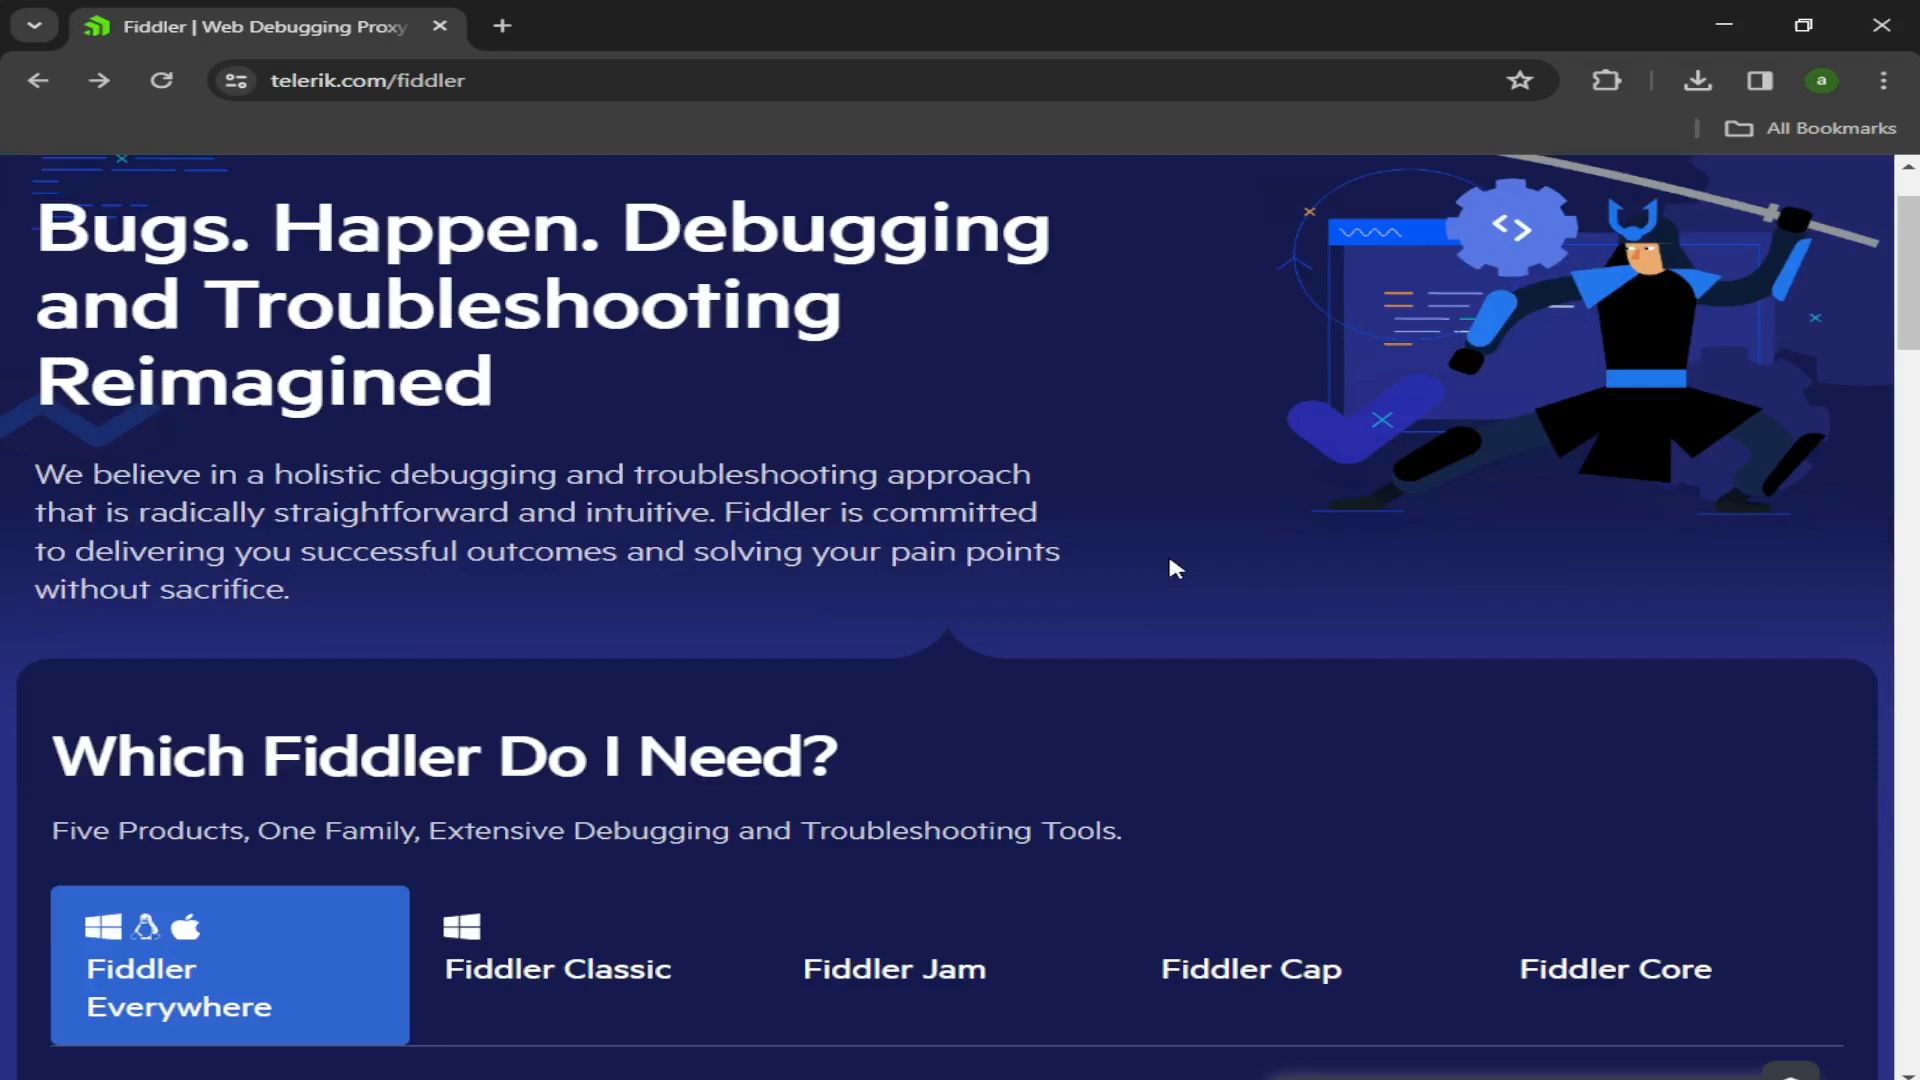 Fiddler | Web Debugging Proxy
telerik.com/fiddler
a
All Bookmarks
Bugs. Happen. Debugging
and Troubleshooting
Reimagined
We believe in a holistic debugging and troubleshooting approach
that is radically straightforward and intuitive. Fiddler is committed
to delivering you successful outcomes and solving your pain points
without sacrifice.
<>
Which Fiddler Do I Need?
Five Products, One Family, Extensive Debugging and Troubleshooting Tools.
Fiddler
Everywhere
Fiddler Classic
Fiddler Jam
Fiddler Cap
Fiddler Core